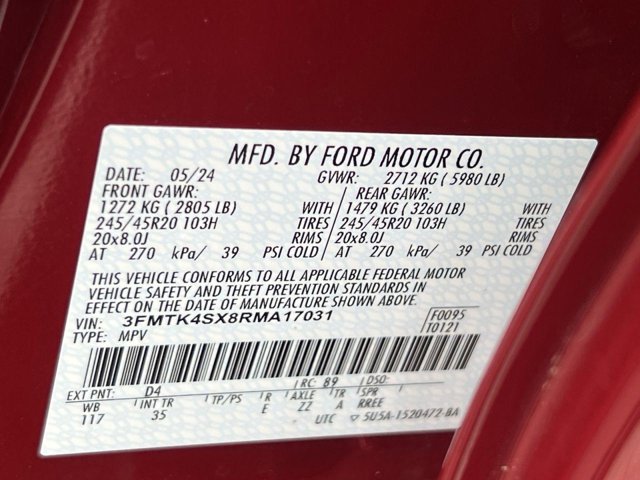 MFD. BY FORD MOTOR CO.
DATE: 05/24 GVWR: 2712 KG ( 5980 LB)
FRONT GAWR: REAR GAWR:
1272 KG ( 2805 LB) WITH 1479 KG ( 3260 LB) WITH
245/45R20 103H TIRES 245/45R20 103H TIRES
20x8.0J RIMS 20x8.0J RIMS
AT 270 kPa/ 39 PSI COLD AT 270 kPa/ 39 PSI COLD
THIS VEHICLE CONFORMS TO ALL APPLICABLE FEDERAL MOTOR
VEHICLE SAFETY AND THEFT PREVENTION STANDARDS IN
EFFECT ON THE DATE OF MANUFACTURE SHOWN ABOVE.
VIN: 3FMTK4SX8RMA17031 F0095
TYPE: MPV T0121
EXT PNT: D4 RC: 89 DSO:
WB INT TR TP/PS R AXLE TR SPR
117 35 E ZZ A RREE
UTC 5U5A-1520472-BA